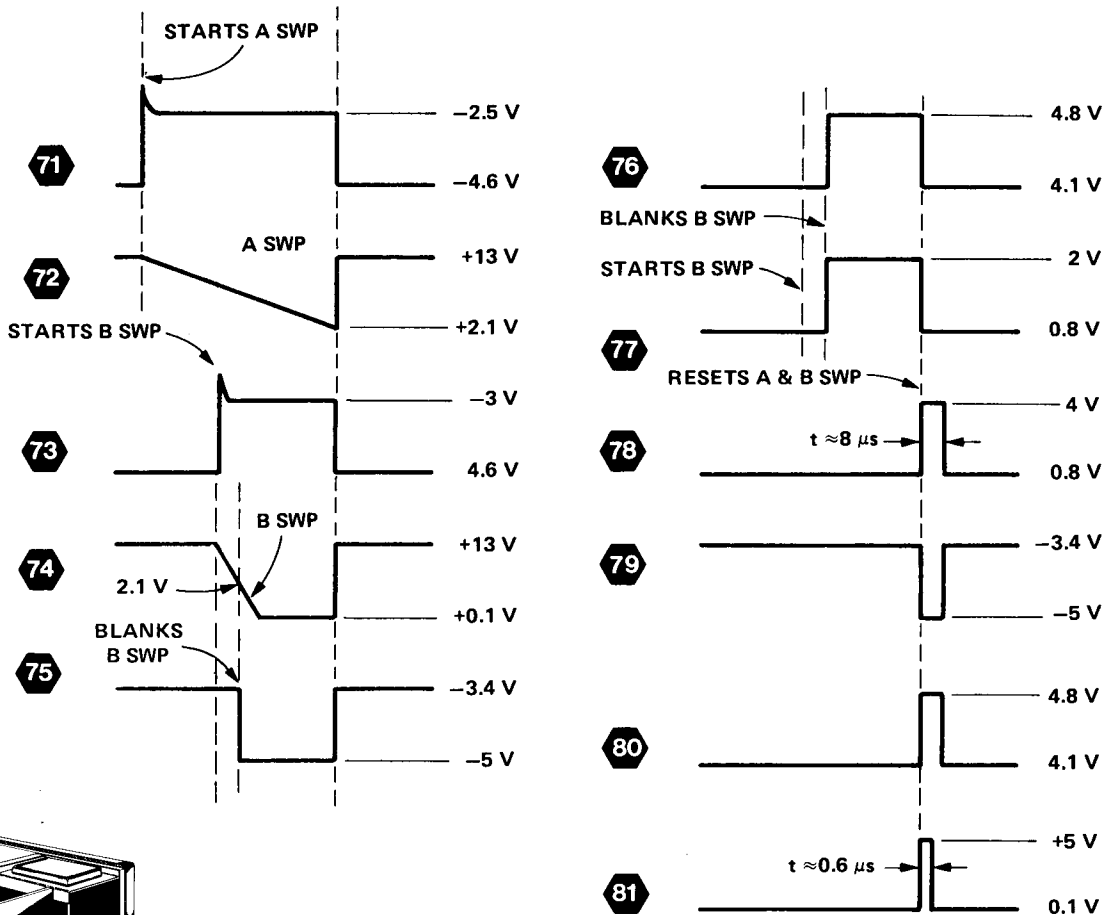 STARTS A SWP
71
−2.5 V
−4.6 V
72
A SWP
+13 V
+2.1 V
STARTS B SWP
73
−3 V
4.6 V
74
B SWP
+13 V
2.1 V
+0.1 V
75
BLANKS
B SWP
−3.4 V
−5 V
76
4.8 V
4.1 V
BLANKS B SWP
STARTS B SWP
77
2 V
0.8 V
RESETS A & B SWP
78
4 V
t ≈8 μs
0.8 V
79
−3.4 V
−5 V
80
4.8 V
4.1 V
81
+5 V
t ≈0.6 μs
0.1 V